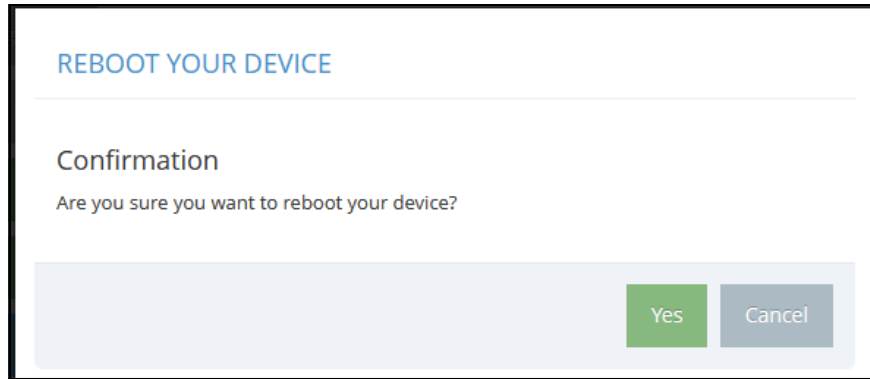 REBOOT YOUR DEVICE
Confirmation
Are you sure you want to reboot your device?
Yes
Cancel